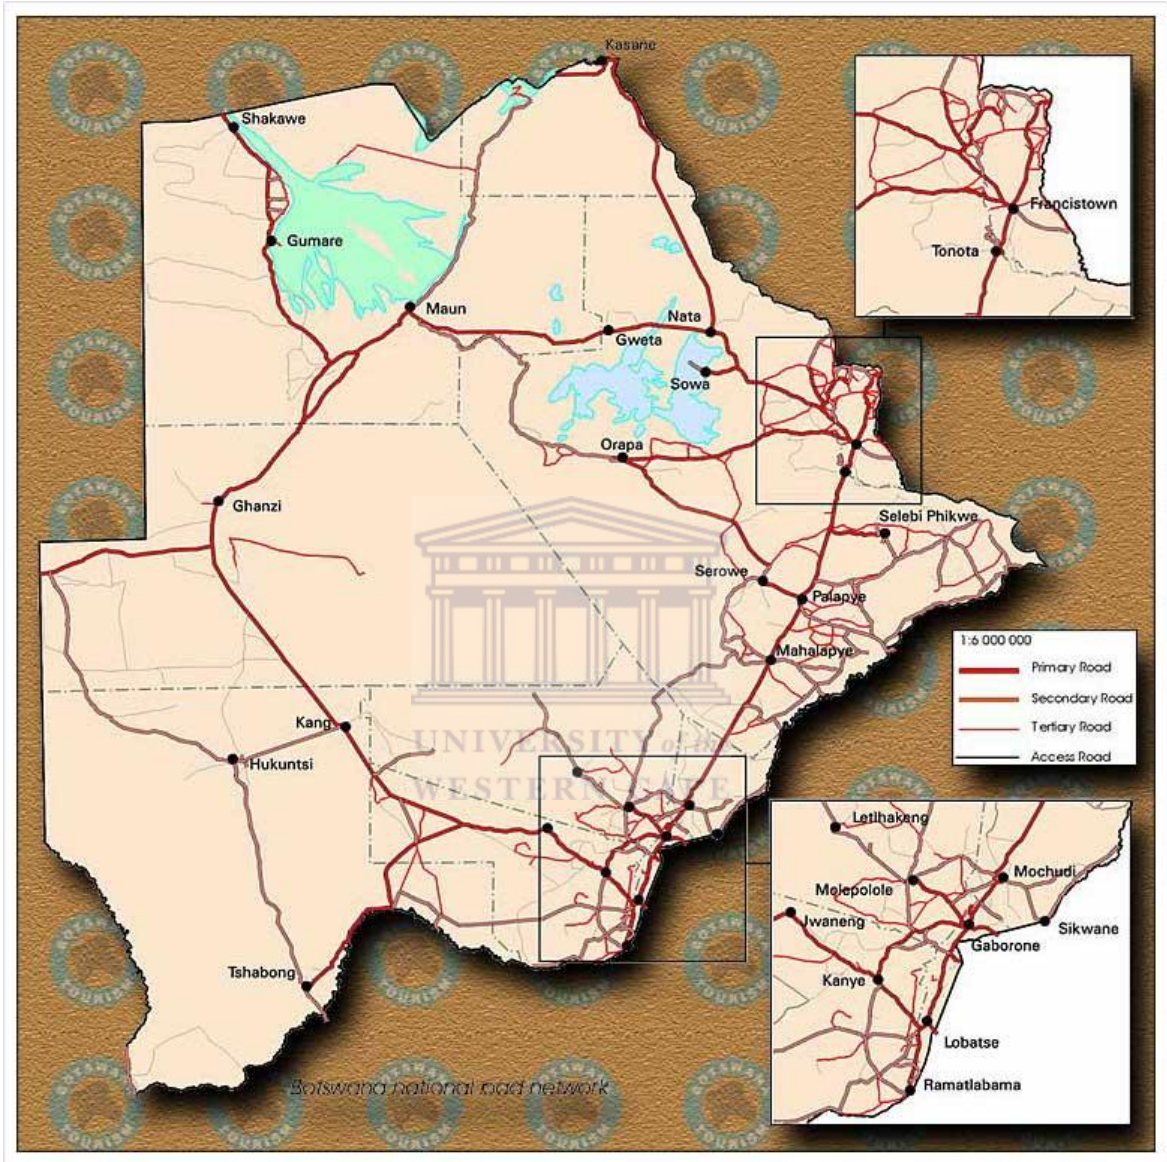 Kasane
Shakawe
Gumare
Maun
Nata
Gweta
Sowa
Orapa
Ghanzi
Selebi Phikwe
Serowe
Palapye
Mahalapye
Kang
Hukuntsi
Tshabong
UNIVERSITY of the
WESTERN CAPE
Francistown
Tonota
1:6 000 000
Primary Road
Secondary Road
Tertiary Road
Access Road
Letlhakeng
Mochudi
Molepolole
Jwaneng
Sikwane
Gaborone
Kanye
Lobatse
Ramatlabama
Botswana national road network
BOTSWANA
TOURISM